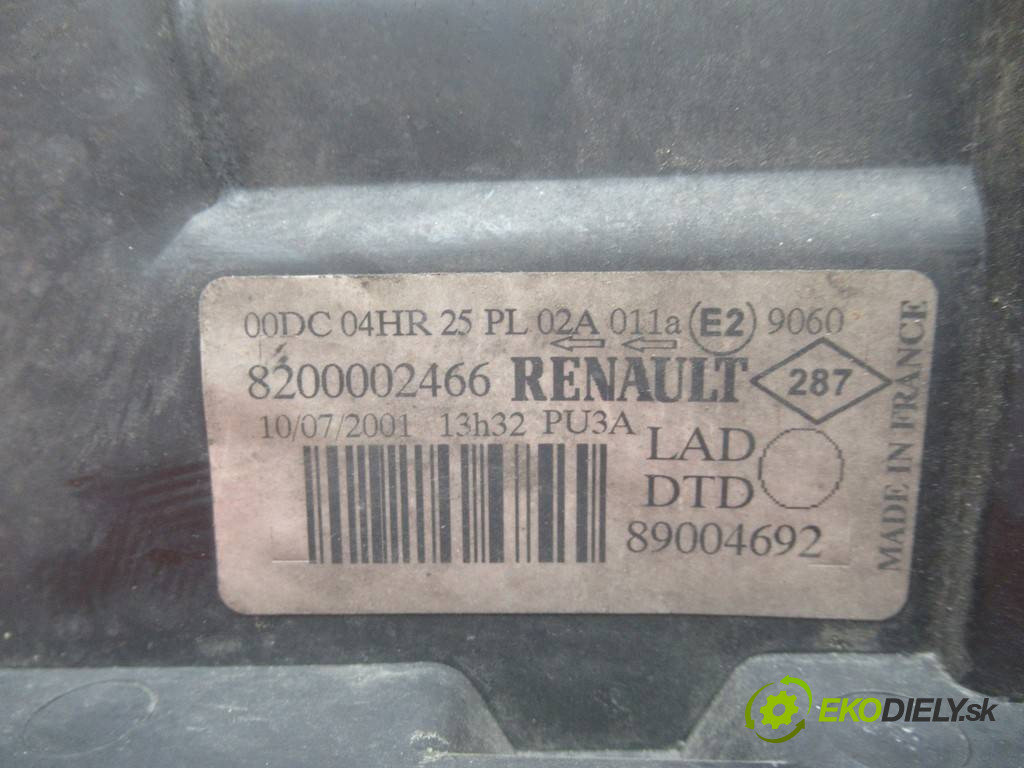 00DC 04HR 25 PL 02A 011a E2 9060
8200002466 RENAULT 287
10/07/2001 13h32 PU3A
LAD
DTD
89004692
MADE IN FRANCE
EKODIELY.sk